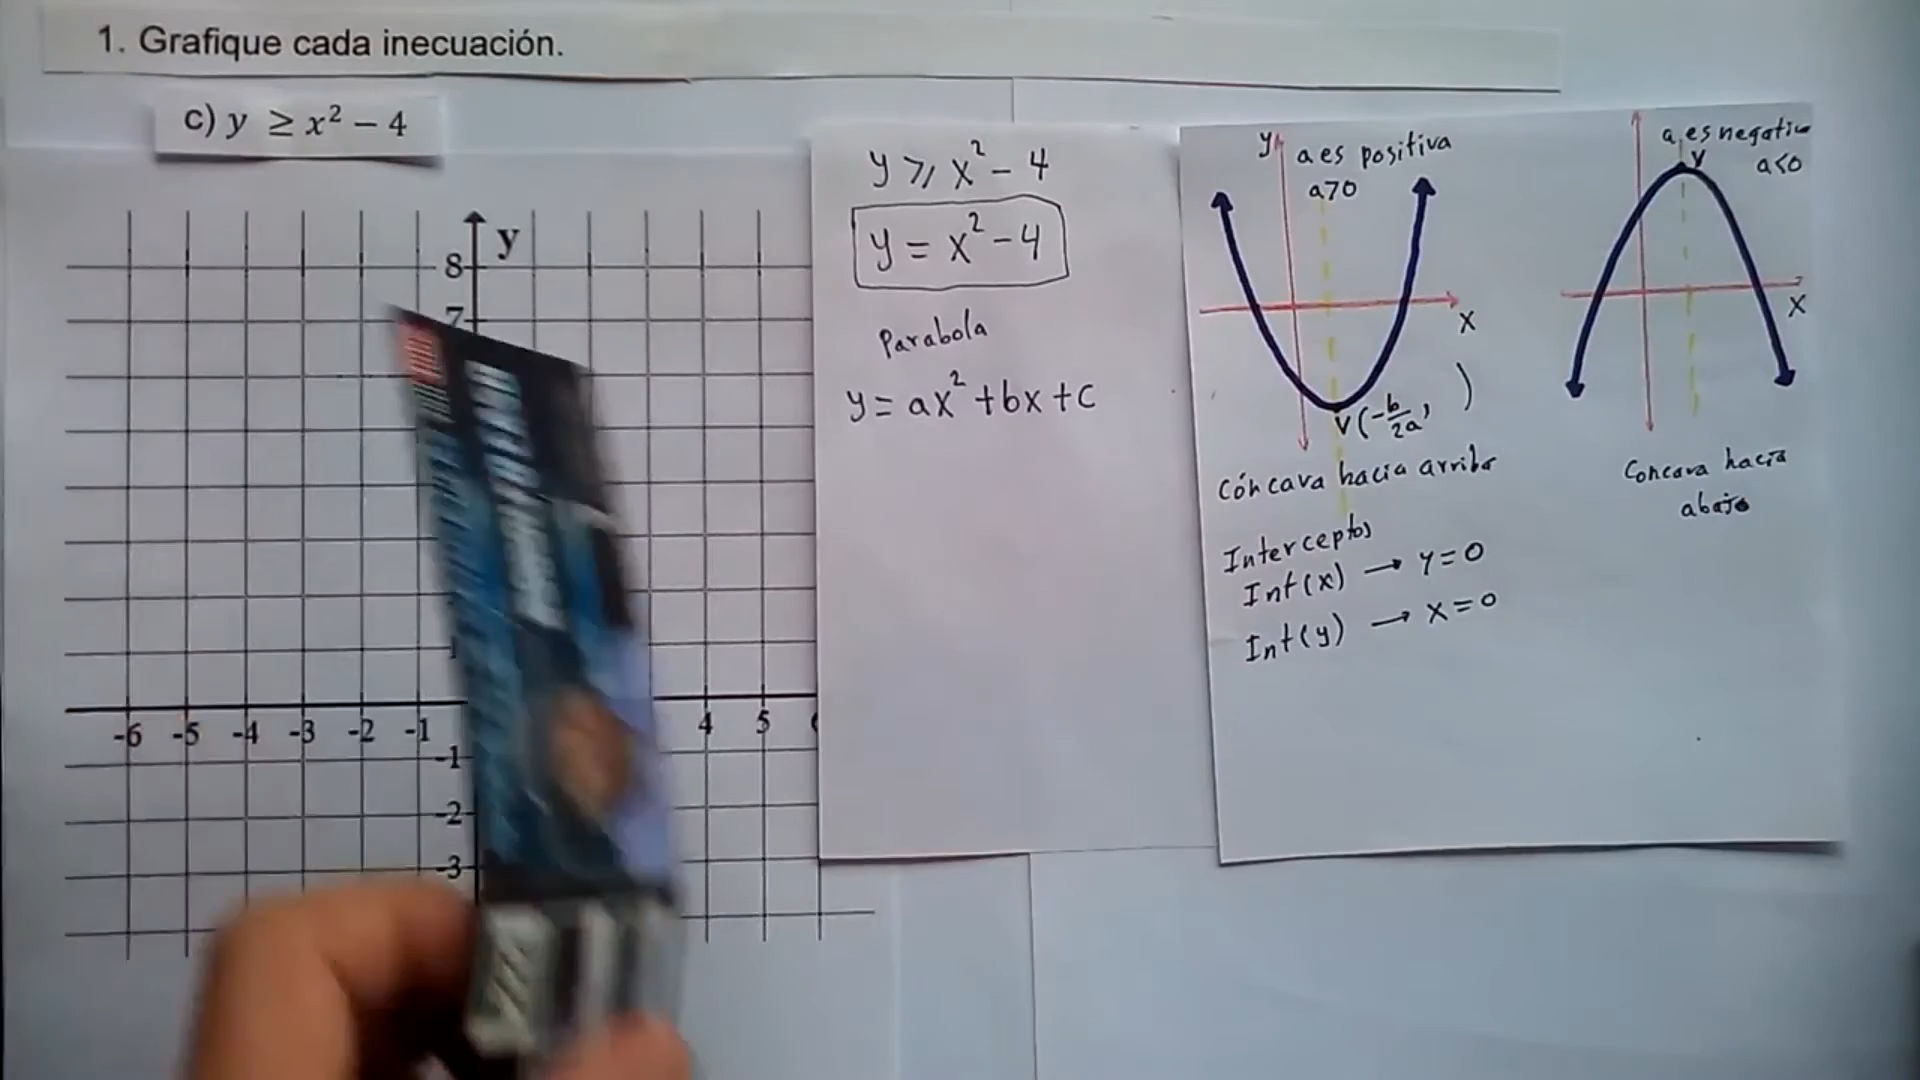 1. Grafique cada inecuación.
c) y ≥ x² – 4
y
8
7
-6 -5 -4 -3 -2 -1 4 5
-1
-2
-3
y ⩾ x² – 4
y = x² – 4
Parabola
y = ax² + bx + c
y
a es positiva
a>0
x
V(-b/2a, )
Cóncava hacia arriba
Interceptos
Int(x) → y = 0
Int(y) → x = 0
a es negativa
a<0
V
x
Concava hacia
abajo